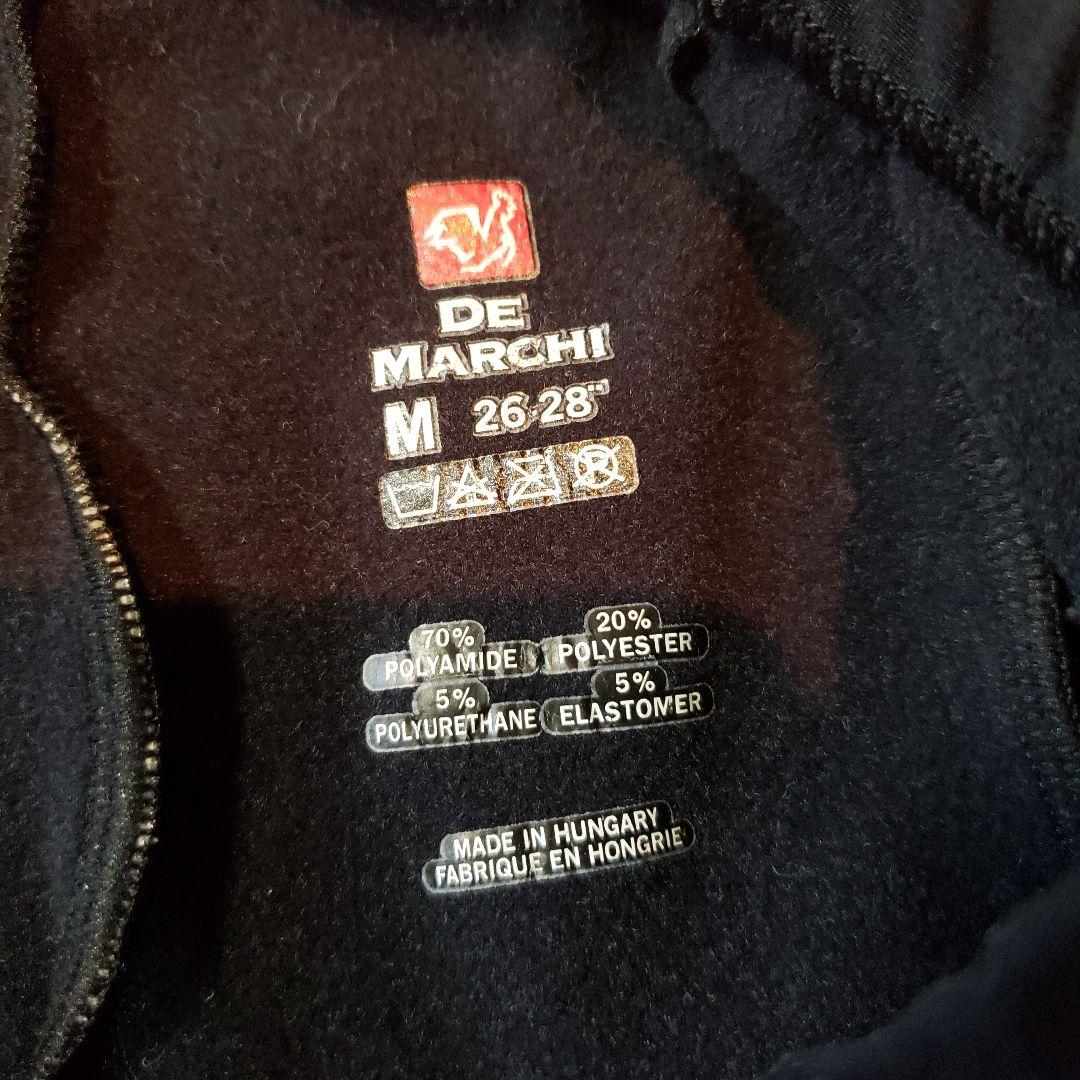 DE
MARCHI
M 26-28"
70%
POLYAMIDE
20%
POLYESTER
5%
POLYURETHANE
5%
ELASTOMER
MADE IN HUNGARY
FABRIQUE EN HONGRIE